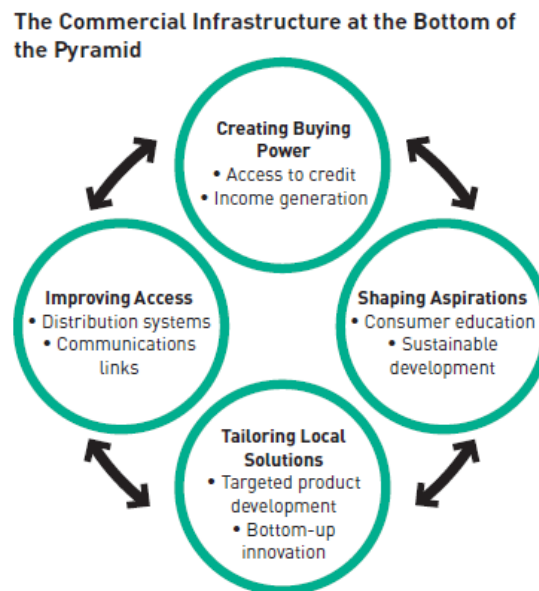 The Commercial Infrastructure at the Bottom of
the Pyramid
Creating Buying
Power
• Access to credit
• Income generation
Improving Access
• Distribution systems
• Communications
links
Shaping Aspirations
• Consumer education
• Sustainable
development
Tailoring Local
Solutions
• Targeted product
development
• Bottom-up
innovation